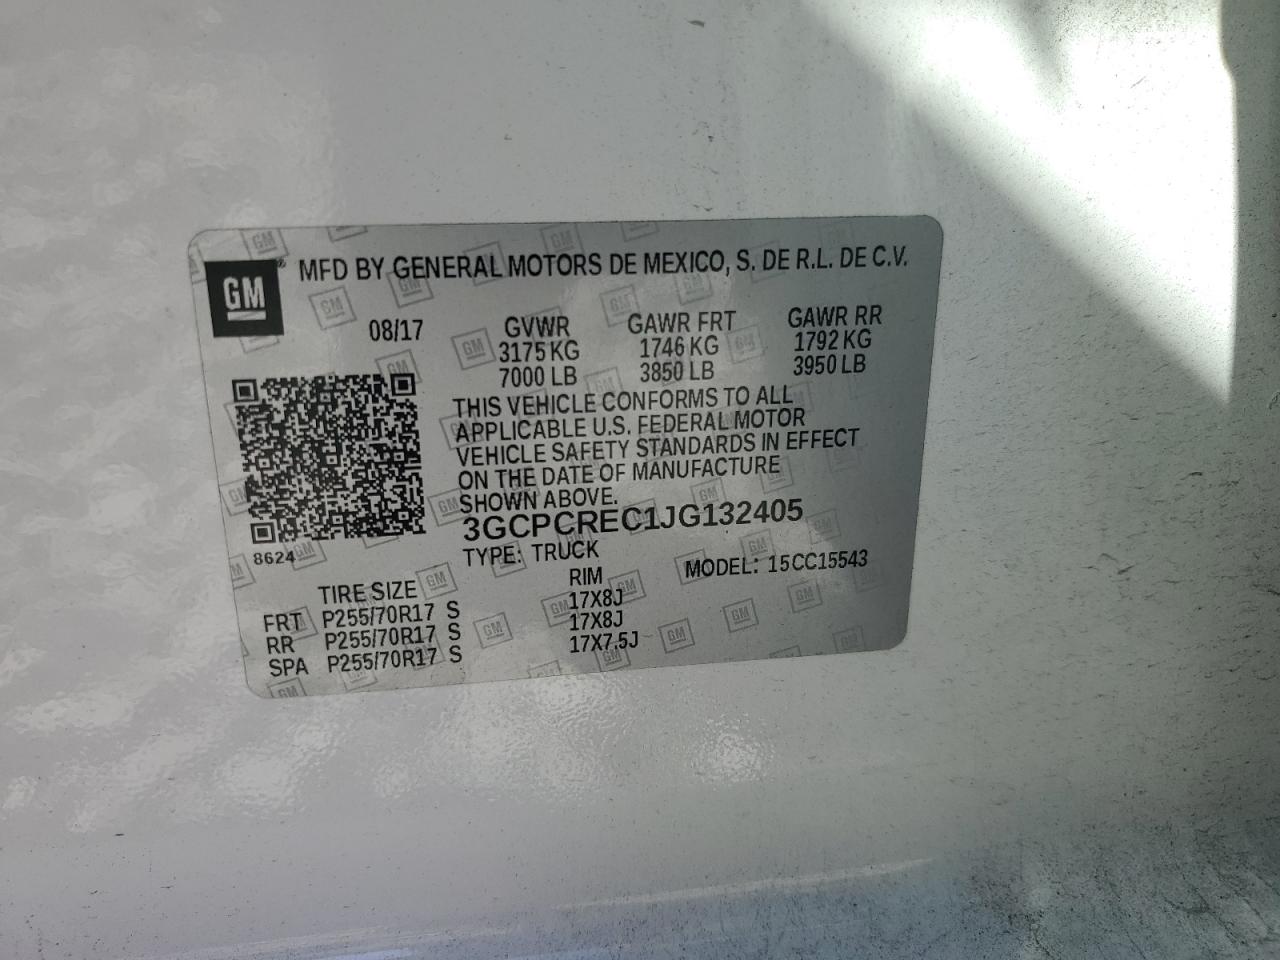 GM ® MFD BY GENERAL MOTORS DE MEXICO, S. DE R.L. DE C.V.
08/17 GVWR GAWR FRT GAWR RR
3175 KG 1746 KG 1792 KG
7000 LB 3850 LB 3950 LB
THIS VEHICLE CONFORMS TO ALL
APPLICABLE U.S. FEDERAL MOTOR
VEHICLE SAFETY STANDARDS IN EFFECT
ON THE DATE OF MANUFACTURE
SHOWN ABOVE.
3GCPCREC1JG132405
8624 TYPE: TRUCK MODEL: 15CC15543
TIRE SIZE RIM
FRT P255/70R17 S 17X8J
RR P255/70R17 S 17X8J
SPA P255/70R17 S 17X7.5J